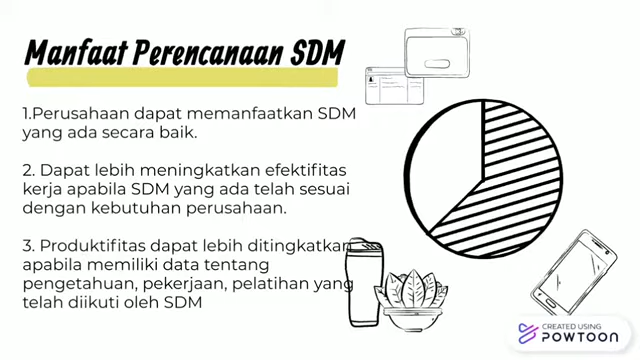 Manfaat Perencanaan SDM
1.Perusahaan dapat memanfaatkan SDM
yang ada secara baik.
2. Dapat lebih meningkatkan efektifitas
kerja apabila SDM yang ada telah sesuai
dengan kebutuhan perusahaan.
3. Produktifitas dapat lebih ditingkatkan
apabila memiliki data tentang
pengetahuan, pekerjaan, pelatihan yang
telah diikuti oleh SDM
CREATED USING
POWTOON